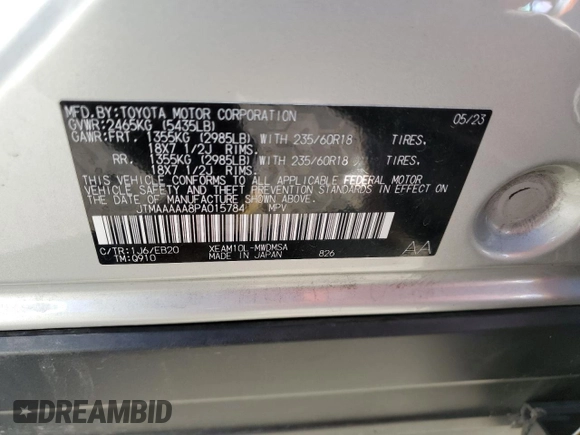 MFD.BY:TOYOTA MOTOR CORPORATION 05/23
GVWR:2465KG (5435LB)
GAWR:FRT. 1355KG (2985LB) WITH 235/60R18 TIRES.
18X7 1/2J RIMS.
RR. 1355KG (2985LB) WITH 235/60R18 TIRES.
18X7 1/2J RIMS.
THIS VEHICLE CONFORMS TO ALL APPLICABLE FEDERAL MOTOR
VEHICLE SAFETY AND THEFT PREVENTION STANDARDS IN EFFECT
ON THE DATE OF MANUFACTURE SHOWN ABOVE.
JTMAAAAA8PA015784 MPV
C/TR:1J6/EB20 XEAM10L-MWDMSA AA
TM:Q910 MADE IN JAPAN 826
DREAMBID